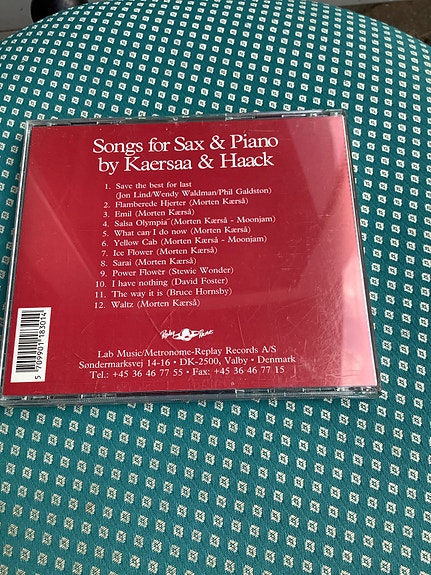 Songs for Sax & Piano
by Kaersaa & Haack
1. Save the best for last
(Jon Lind/Wendy Waldman/Phil Galdston)
2. Flamberede Hjerter (Morten Kærså)
3. Emil (Morten Kærså)
4. Salsa Olympia (Morten Kærså - Moonjam)
5. What can I do now (Morten Kærså)
6. Yellow Cab (Morten Kærså - Moonjam)
7. Ice Flower (Morten Kærså)
8. Sarai (Morten Kærså)
9. Power Flower (Stewie Wonder)
10. I have nothing (David Foster)
11. The way it is (Bruce Hornsby)
12. Waltz (Morten Kærså)
Replay
Lab Music/Metronome-Replay Records A/S
Søndermarksvej 14-16 • DK-2500, Valby • Denmark
Tel.: +45 36 46 77 55 • Fax: +45 36 46 77 15
5 709901 183014